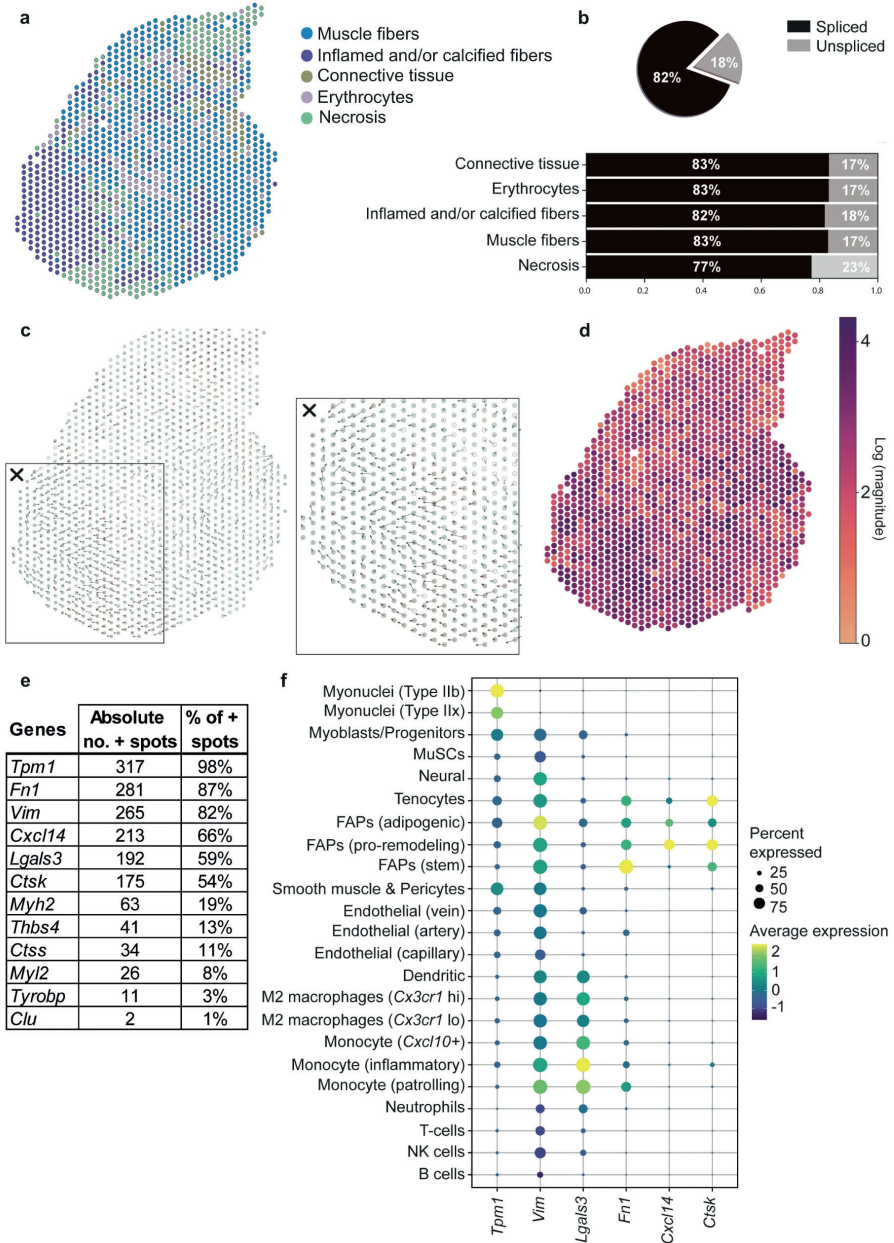 a
Muscle fibers
Inflamed and/or calcified fibers
Connective tissue
Erythrocytes
Necrosis
b
82%
18%
Spliced
Unspliced
Connective tissue 83% 17%
Erythrocytes 83% 17%
Inflamed and/or calcified fibers 82% 18%
Muscle fibers 83% 17%
Necrosis 77% 23%
0.0 0.2 0.4 0.6 0.8 1.0
c
d
4
2
0
Log (magnitude)
e
Genes Absolute no. + spots % of + spots
Tpm1 317 98%
Fn1 281 87%
Vim 265 82%
Cxcl14 213 66%
Lgals3 192 59%
Ctsk 175 54%
Myh2 63 19%
Thbs4 41 13%
Ctss 34 11%
Myl2 26 8%
Tyrobp 11 3%
Clu 2 1%
f
Myonuclei (Type IIb)
Myonuclei (Type IIx)
Myoblasts/Progenitors
MuSCs
Neural
Tenocytes
FAPs (adipogenic)
FAPs (pro-remodeling)
FAPs (stem)
Smooth muscle & Pericytes
Endothelial (vein)
Endothelial (artery)
Endothelial (capillary)
Dendritic
M2 macrophages (Cx3cr1 hi)
M2 macrophages (Cx3cr1 lo)
Monocyte (Cxcl10+)
Monocyte (inflammatory)
Monocyte (patrolling)
Neutrophils
T-cells
NK cells
B cells
Tpm1
Vim
Lgals3
Fn1
Cxcl14
Ctsk
Percent
expressed
25
50
75
Average expression
2
1
0
-1